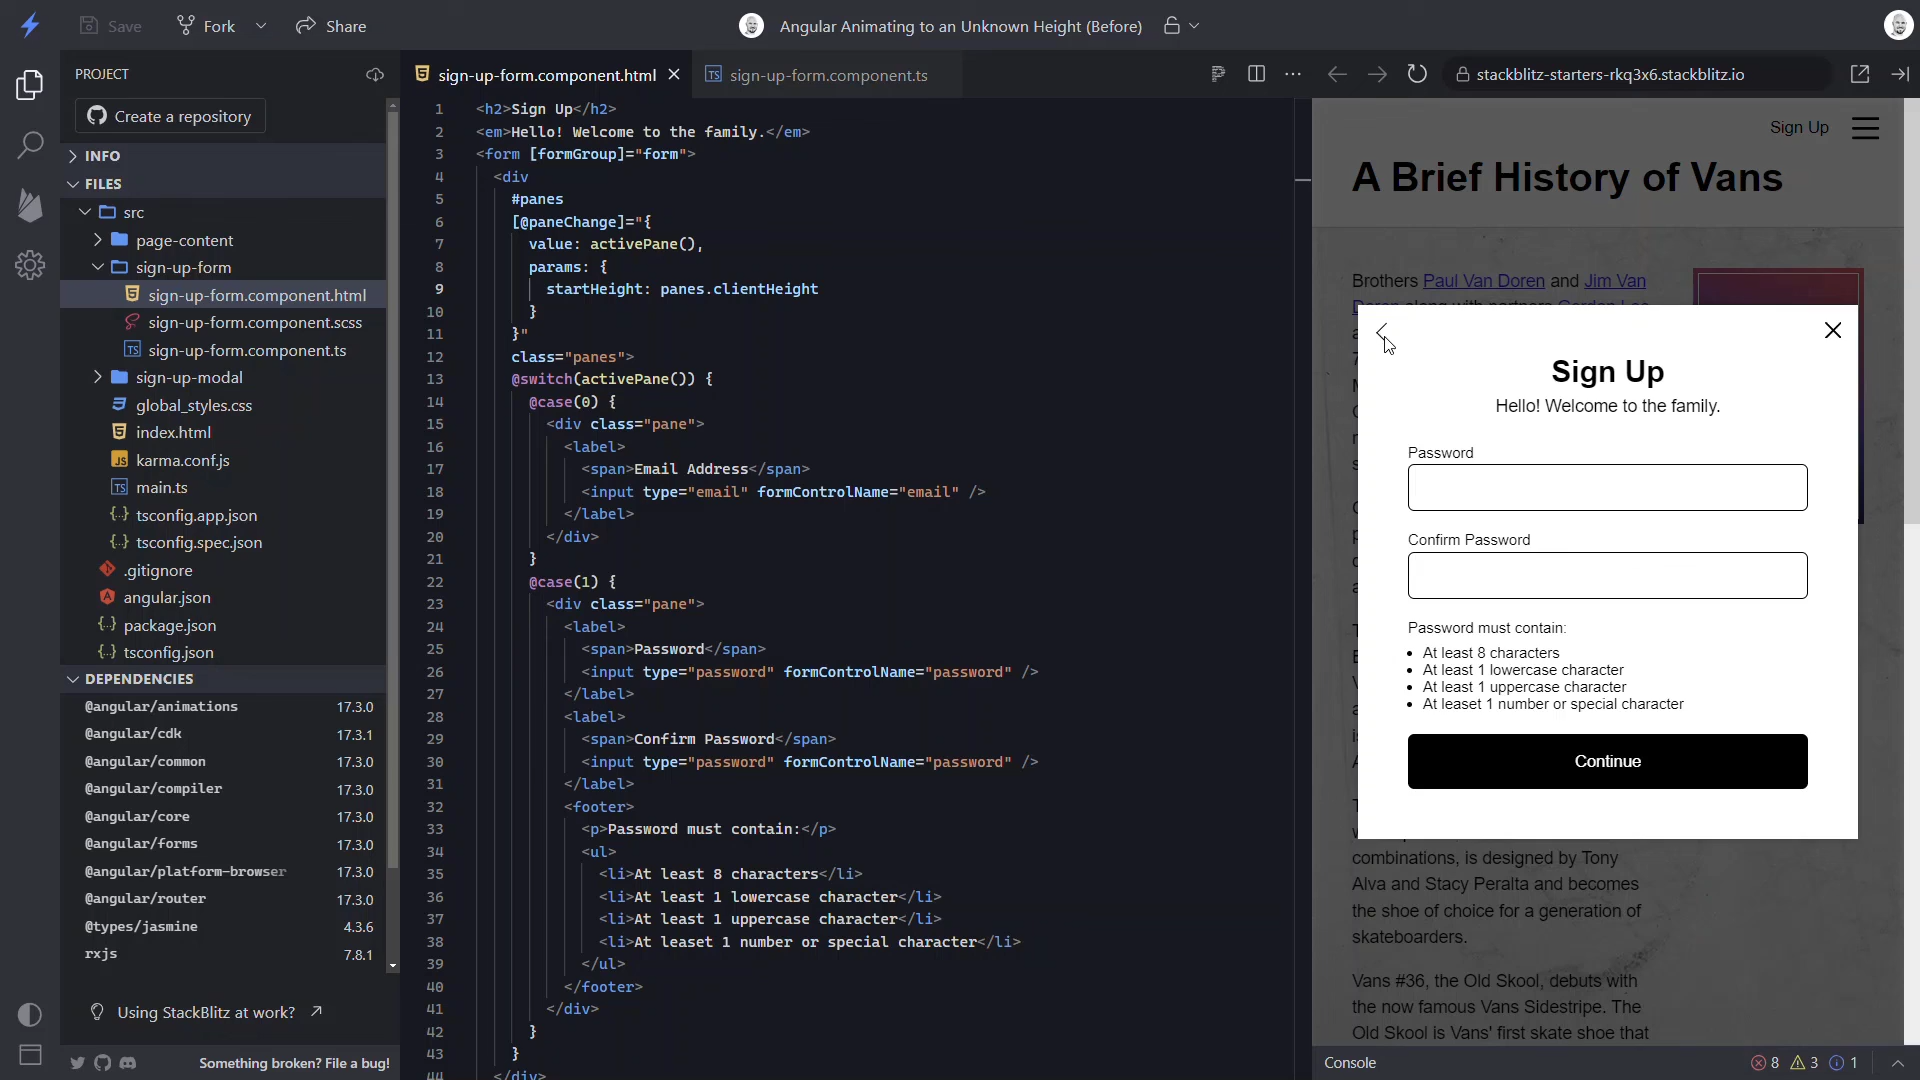 Save
Fork
Share
Angular Animating to an Unknown Height (Before)
PROJECT
Create a repository
INFO
FILES
src
page-content
sign-up-form
sign-up-form.component.html
sign-up-form.component.scss
sign-up-form.component.ts
sign-up-modal
global_styles.css
index.html
karma.conf.js
main.ts
tsconfig.app.json
tsconfig.spec.json
.gitignore
angular.json
package.json
tsconfig.json
DEPENDENCIES
@angular/animations 17.3.0
@angular/cdk 17.3.1
@angular/common 17.3.0
@angular/compiler 17.3.0
@angular/core 17.3.0
@angular/forms 17.3.0
@angular/platform-browser 17.3.0
@angular/router 17.3.0
@types/jasmine 4.3.6
rxjs 7.8.1
Using StackBlitz at work?
Something broken? File a bug!
sign-up-form.component.html
sign-up-form.component.ts
1 <h2>Sign Up</h2>
2 <em>Hello! Welcome to the family.</em>
3 <form [formGroup]="form">
4 <div
5 #panes
6 [@paneChange]="{
7 value: activePane(),
8 params: {
9 startHeight: panes.clientHeight
10 }
11 }"
12 class="panes">
13 @switch(activePane()) {
14 @case(0) {
15 <div class="pane">
16 <label>
17 <span>Email Address</span>
18 <input type="email" formControlName="email" />
19 </label>
20 </div>
21 }
22 @case(1) {
23 <div class="pane">
24 <label>
25 <span>Password</span>
26 <input type="password" formControlName="password" />
27 </label>
28 <label>
29 <span>Confirm Password</span>
30 <input type="password" formControlName="password" />
31 </label>
32 <footer>
33 <p>Password must contain:</p>
34 <ul>
35 <li>At least 8 characters</li>
36 <li>At least 1 lowercase character</li>
37 <li>At least 1 uppercase character</li>
38 <li>At leaset 1 number or special character</li>
39 </ul>
40 </footer>
41 </div>
42 }
43 }
44 </div>
stackblitz-starters-rkq3x6.stackblitz.io
Sign Up
A Brief History of Vans
Brothers Paul Van Doren and Jim Van
Sign Up
Hello! Welcome to the family.
Password
Confirm Password
Password must contain:
At least 8 characters
At least 1 lowercase character
At least 1 uppercase character
At leaset 1 number or special character
Continue
combinations, is designed by Tony
Alva and Stacy Peralta and becomes
the shoe of choice for a generation of
skateboarders.
Vans #36, the Old Skool, debuts with
the now famous Vans Sidestripe. The
Old Skool is Vans' first skate shoe that
Console
8 3 1